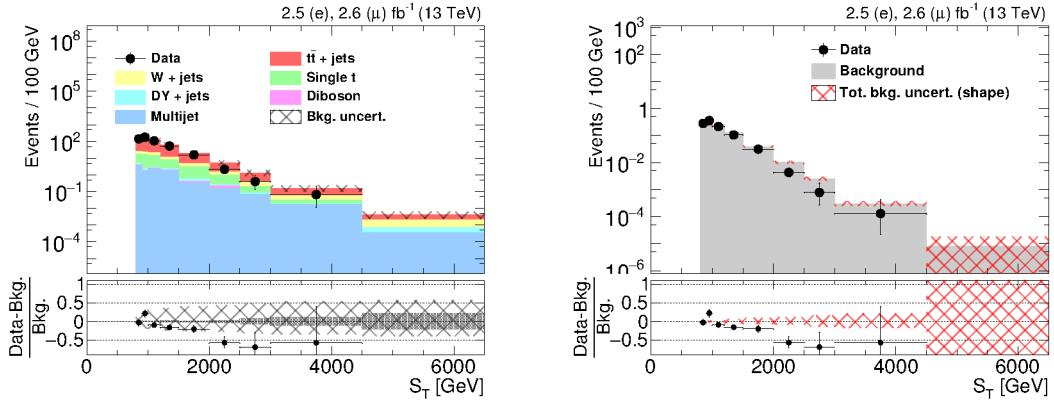 2.5 (e), 2.6 (μ) fb⁻¹ (13 TeV)
Events / 100 GeV
10⁸
10⁵
10²
10⁻¹
10⁻⁴
Data
W + jets
DY + jets
Multijet
tt̄ + jets
Single t
Diboson
Bkg. uncert.
Data-Bkg.
Bkg.
1
0.5
0
−0.5
0
2000
4000
6000
S_T [GeV]
2.5 (e), 2.6 (μ) fb⁻¹ (13 TeV)
Events / 100 GeV
10³
10²
1
10⁻²
10⁻⁴
10⁻⁶
Data
Background
Tot. bkg. uncert. (shape)
Data-Bkg.
Bkg.
1
0.5
0
−0.5
0
2000
4000
6000
S_T [GeV]